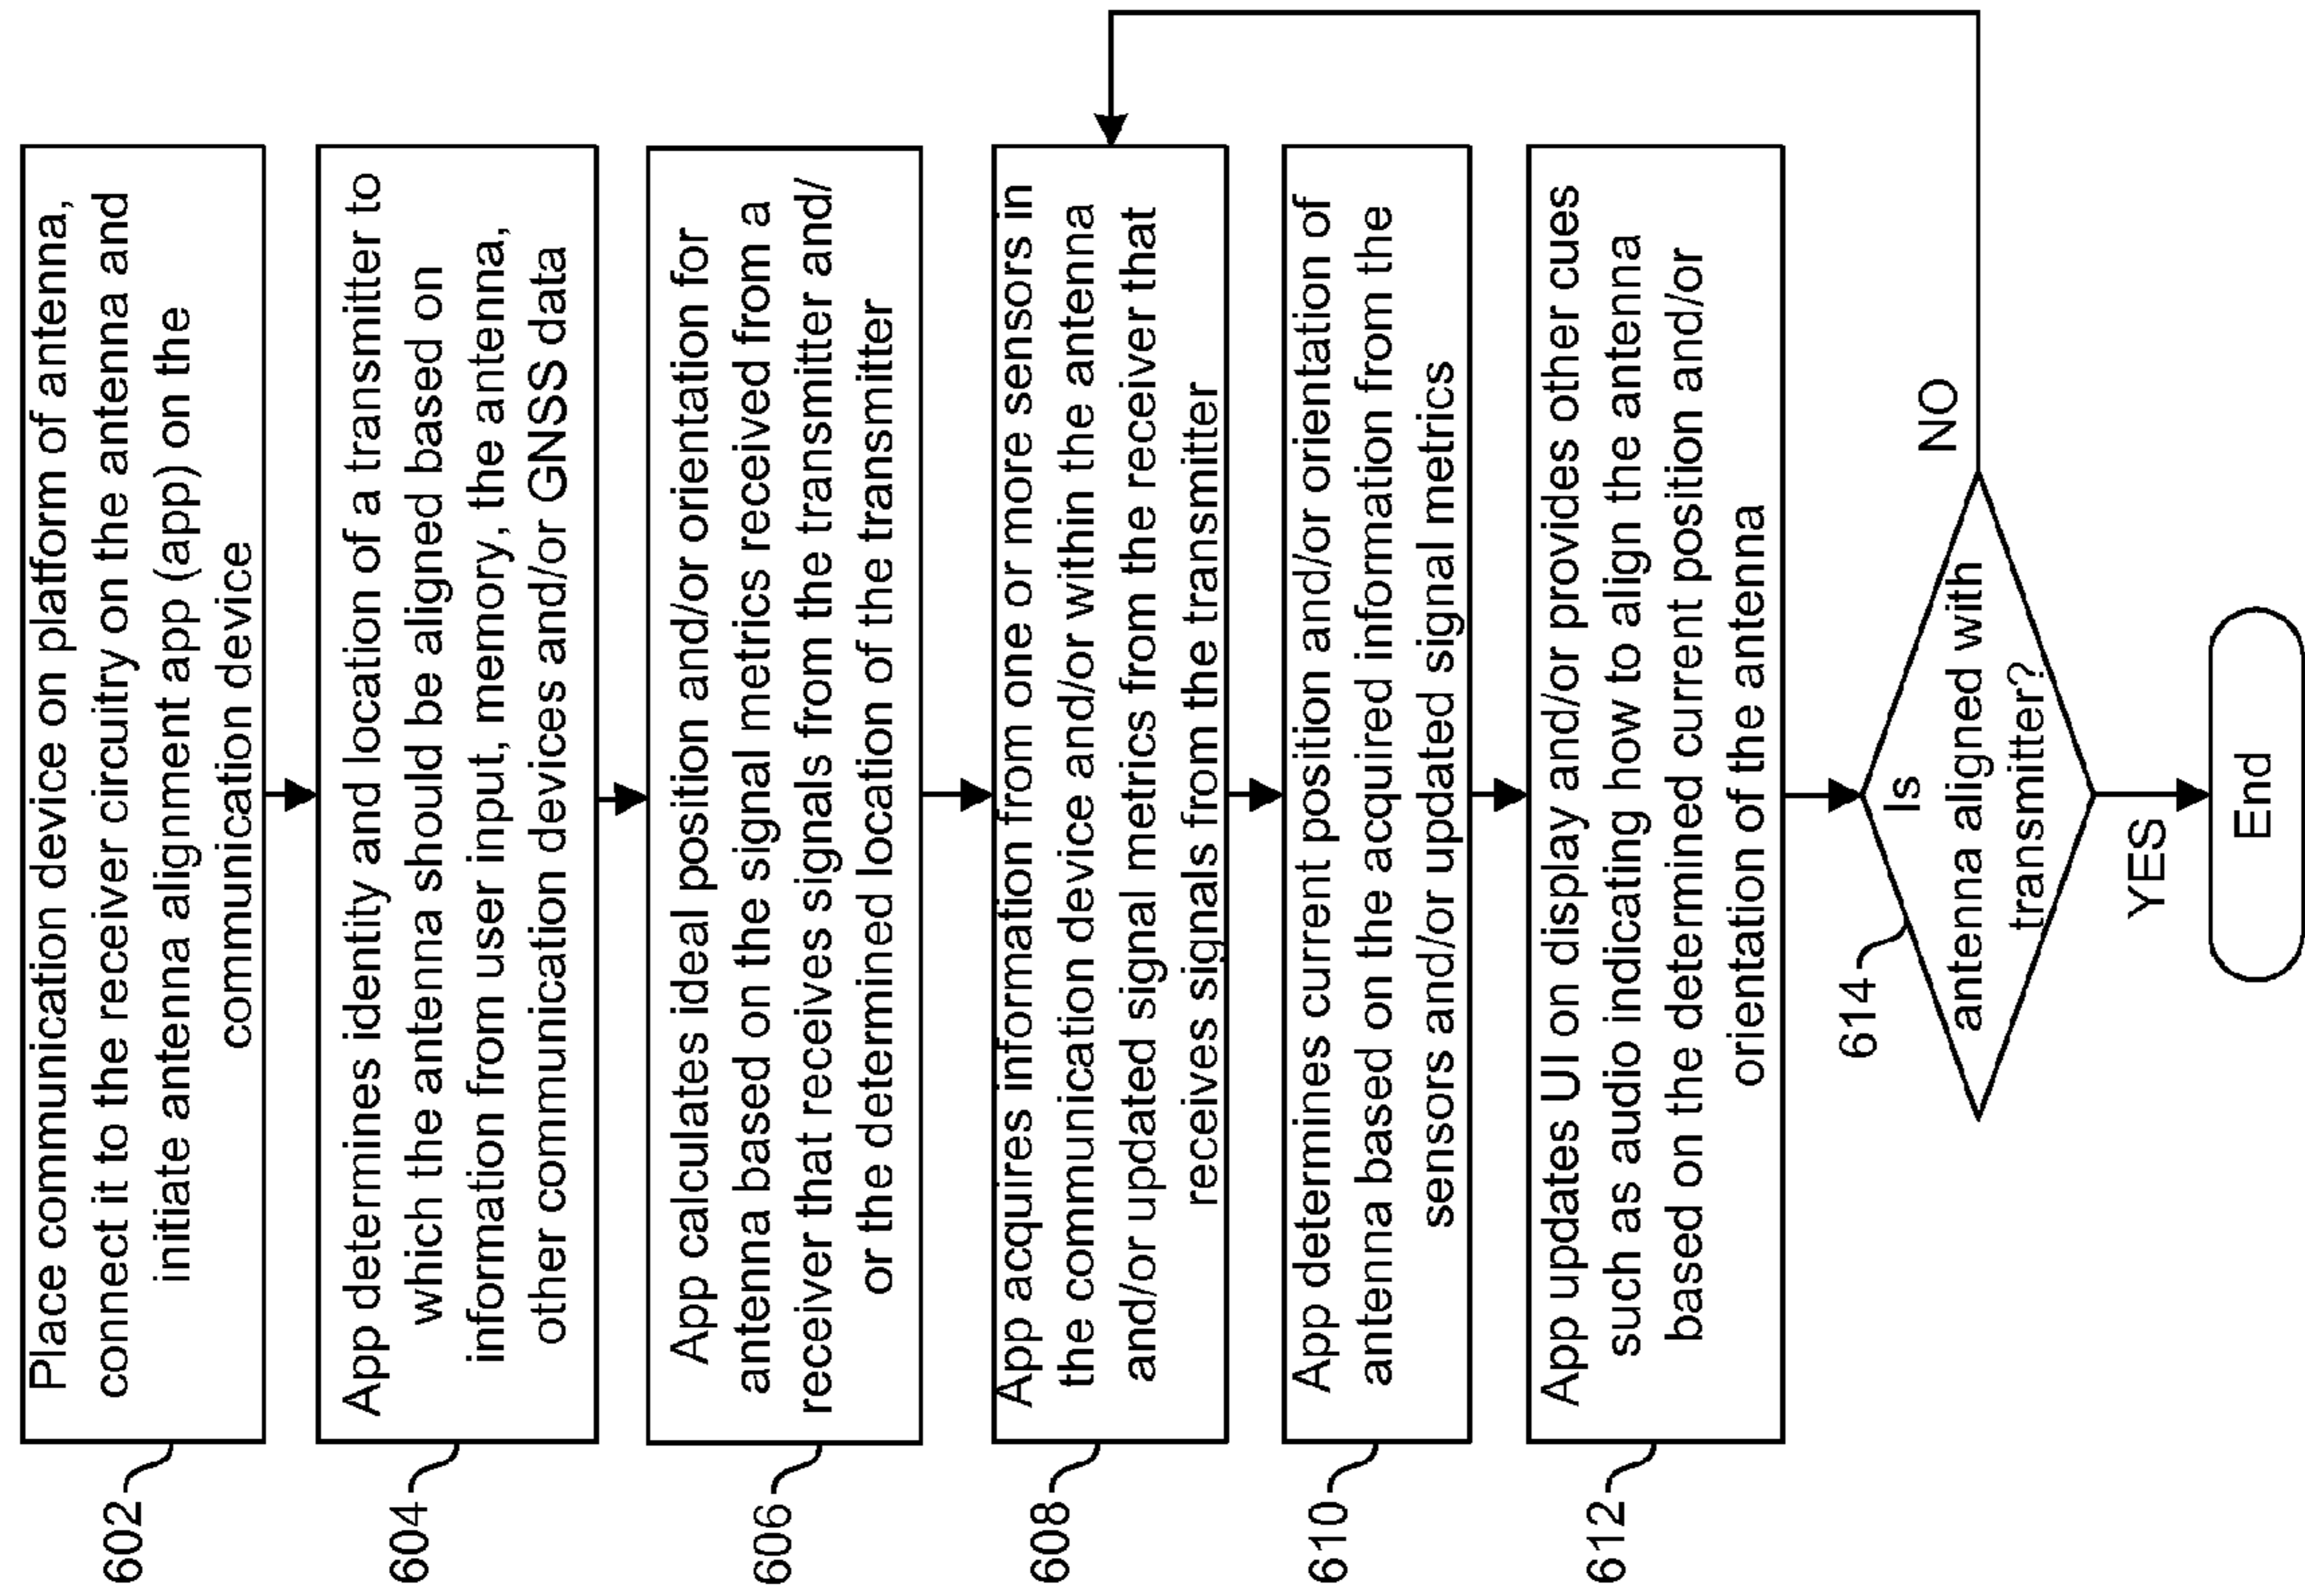 602
Place communication device on platform of antenna,
connect it to the receiver circuitry on the antenna and
initiate antenna alignment app (app) on the
communication device
604
App determines identity and location of a transmitter to
which the antenna should be aligned based on
information from user input, memory, the antenna,
other communication devices and/or GNSS data
606
App calculates ideal position and/or orientation for
antenna based on the signal metrics received from a
receiver that receives signals from the transmitter and/
or the determined location of the transmitter
608
App acquires information from one or more sensors in
the communication device and/or within the antenna
and/or updated signal metrics from the receiver that
receives signals from the transmitter
610
App determines current position and/or orientation of
antenna based on the acquired information from the
sensors and/or updated signal metrics
612
App updates UI on display and/or provides other cues
such as audio indicating how to align the antenna
based on the determined current position and/or
orientation of the antenna
614
Is
antenna aligned with
transmitter?
NO
YES
End